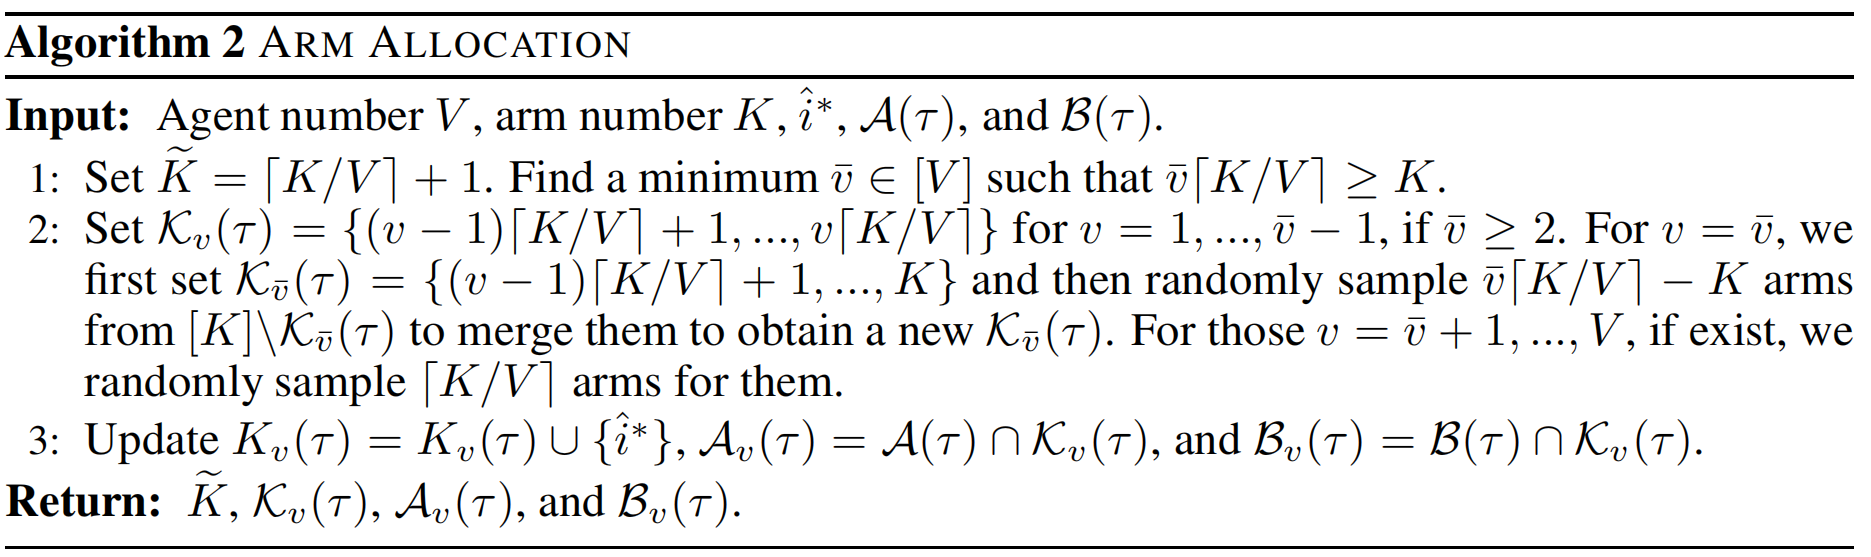 Algorithm 2 ARM ALLOCATION
Input: Agent number V, arm number K, î*, 𝒜(τ), and ℬ(τ).
1: Set K̃ = ⌈K/V⌉ + 1. Find a minimum v̄ ∈ [V] such that v̄⌈K/V⌉ ≥ K.
2: Set 𝒦_v(τ) = {(v − 1)⌈K/V⌉ + 1, ..., v⌈K/V⌉} for v = 1, ..., v̄ − 1, if v̄ ≥ 2. For v = v̄, we
first set 𝒦_v̄(τ) = {(v − 1)⌈K/V⌉ + 1, ..., K} and then randomly sample v̄⌈K/V⌉ − K arms
from [K]\𝒦_v̄(τ) to merge them to obtain a new 𝒦_v̄(τ). For those v = v̄ + 1, ..., V, if exist, we
randomly sample ⌈K/V⌉ arms for them.
3: Update K_v(τ) = K_v(τ) ∪ {î*}, 𝒜_v(τ) = 𝒜(τ) ∩ 𝒦_v(τ), and ℬ_v(τ) = ℬ(τ) ∩ 𝒦_v(τ).
Return: K̃, 𝒦_v(τ), 𝒜_v(τ), and ℬ_v(τ).